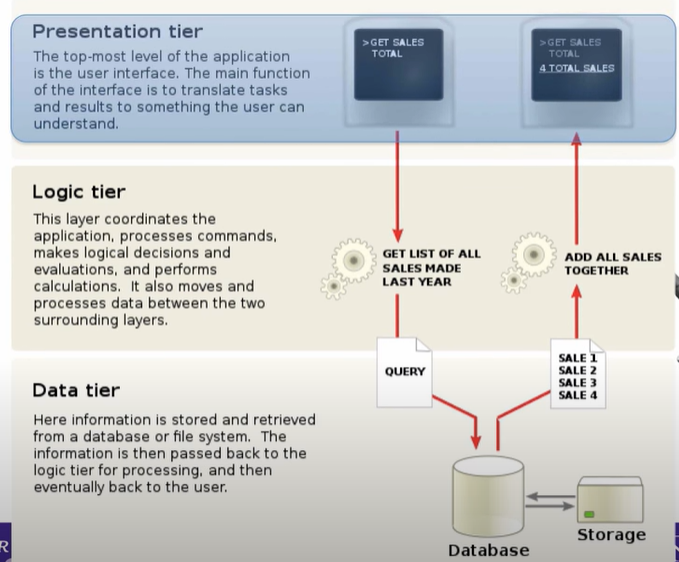 Presentation tier
The top-most level of the application
is the user interface. The main function
of the interface is to translate tasks
and results to something the user can
understand.
>GET SALES
TOTAL
>GET SALES
TOTAL
4 TOTAL SALES
Logic tier
This layer coordinates the
application, processes commands,
makes logical decisions and
evaluations, and performs
calculations. It also moves and
processes data between the two
surrounding layers.
GET LIST OF ALL
SALES MADE
LAST YEAR
ADD ALL SALES
TOGETHER
QUERY
SALE 1
SALE 2
SALE 3
SALE 4
Data tier
Here information is stored and retrieved
from a database or file system. The
information is then passed back to the
logic tier for processing, and then
eventually back to the user.
Database
Storage
R